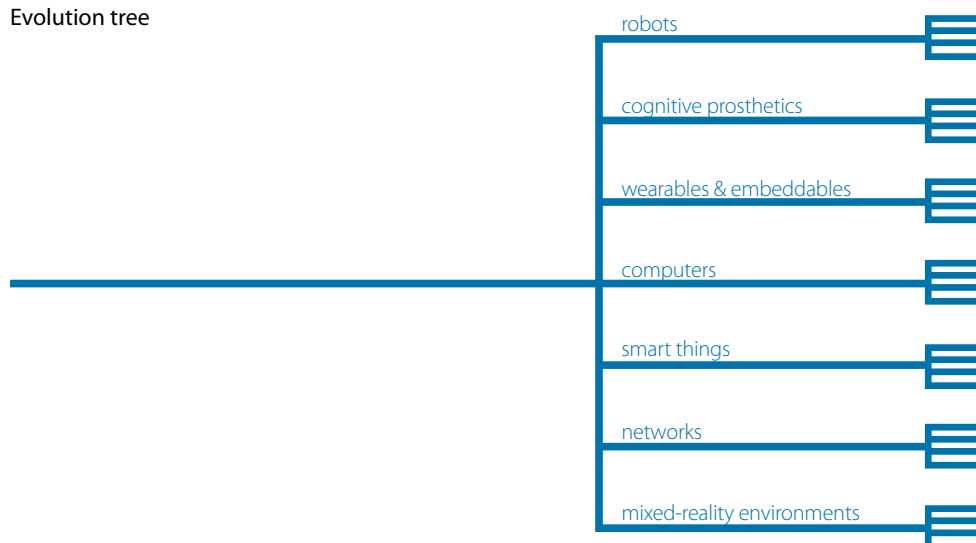 Evolution tree
robots
cognitive prosthetics
wearables & embeddables
computers
smart things
networks
mixed-reality environments